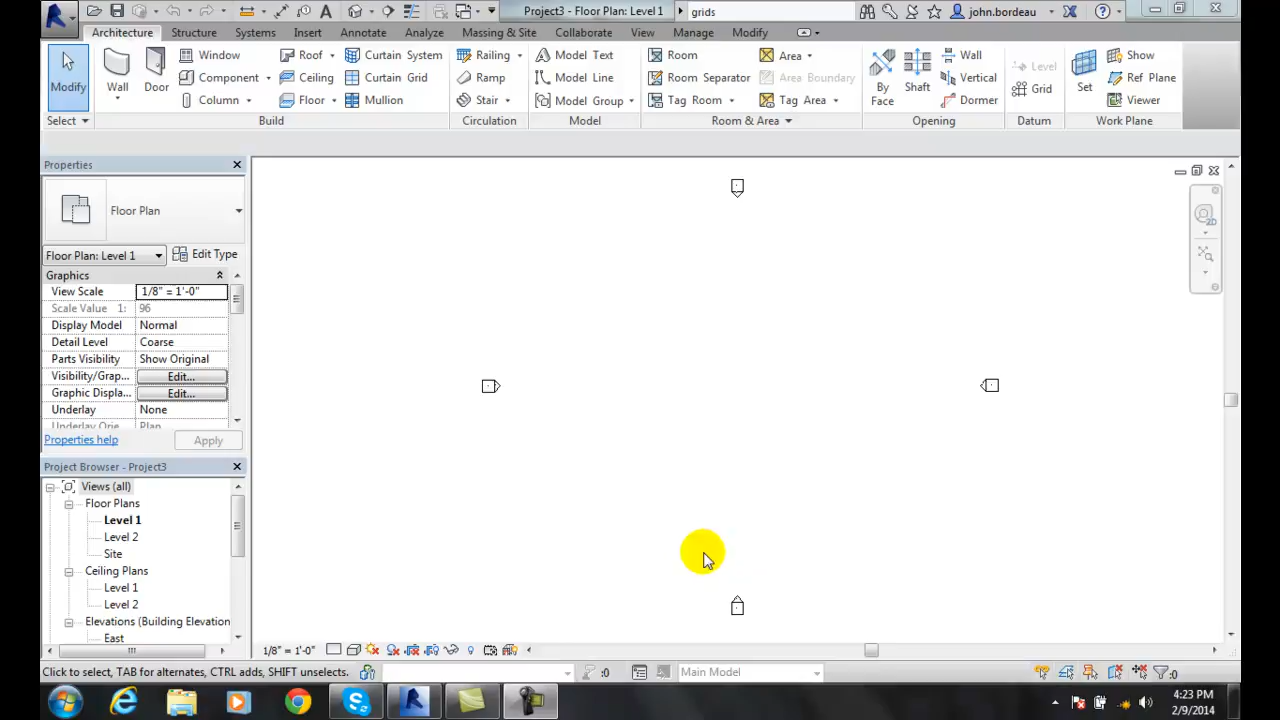 Project3 - Floor Plan: Level 1
grids
john.bordeau
Architecture Structure Systems Insert Annotate Analyze Massing & Site Collaborate View Manage Modify
Modify
Select
Wall
Door
Window
Component
Column
Roof
Ceiling
Floor
Curtain System
Curtain Grid
Mullion
Build
Railing
Ramp
Stair
Circulation
Model Text
Model Line
Model Group
Model
Room
Room Separator
Tag Room
Area
Area Boundary
Tag Area
Room & Area
By Face
Shaft
Wall
Vertical
Dormer
Opening
Level
Grid
Datum
Set
Show
Ref Plane
Viewer
Work Plane
Properties
Floor Plan
Floor Plan: Level 1
Edit Type
Graphics
View Scale 1/8" = 1'-0"
Scale Value 1: 96
Display Model Normal
Detail Level Coarse
Parts Visibility Show Original
Visibility/Grap... Edit...
Graphic Displa... Edit...
Underlay None
Underlay Orie... Plan
Properties help
Apply
Project Browser - Project3
Views (all)
Floor Plans
Level 1
Level 2
Site
Ceiling Plans
Level 1
Level 2
Elevations (Building Elevation
East
2D
1/8" = 1'-0"
Click to select, TAB for alternates, CTRL adds, SHIFT unselects.
:0
Main Model
:0
4:23 PM
2/9/2014